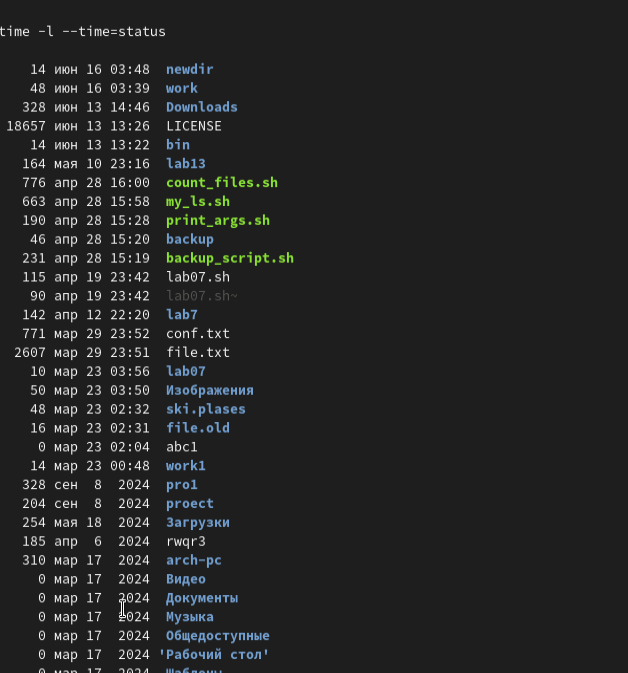 time -l --time=status
14 июн 16 03:48 newdir
48 июн 16 03:39 work
328 июн 13 14:46 Downloads
18657 июн 13 13:26 LICENSE
14 июн 13 13:22 bin
164 мая 10 23:16 lab13
776 апр 28 16:00 count_files.sh
663 апр 28 15:58 my_ls.sh
190 апр 28 15:28 print_args.sh
46 апр 28 15:20 backup
231 апр 28 15:19 backup_script.sh
115 апр 19 23:42 lab07.sh
90 апр 19 23:42 lab07.sh~
142 апр 12 22:20 lab7
771 мар 29 23:52 conf.txt
2607 мар 29 23:51 file.txt
10 мар 23 03:56 lab07
50 мар 23 03:50 Изображения
48 мар 23 02:32 ski.plases
16 мар 23 02:31 file.old
0 мар 23 02:04 abc1
14 мар 23 00:48 work1
328 сен 8 2024 pro1
204 сен 8 2024 proect
254 мая 18 2024 Загрузки
185 апр 6 2024 rwqr3
310 мар 17 2024 arch-pc
0 мар 17 2024 Видео
0 мар 17 2024 Документы
0 мар 17 2024 Музыка
0 мар 17 2024 Общедоступные
0 мар 17 2024 'Рабочий стол'
0 мар 17 2024 Шаблоны